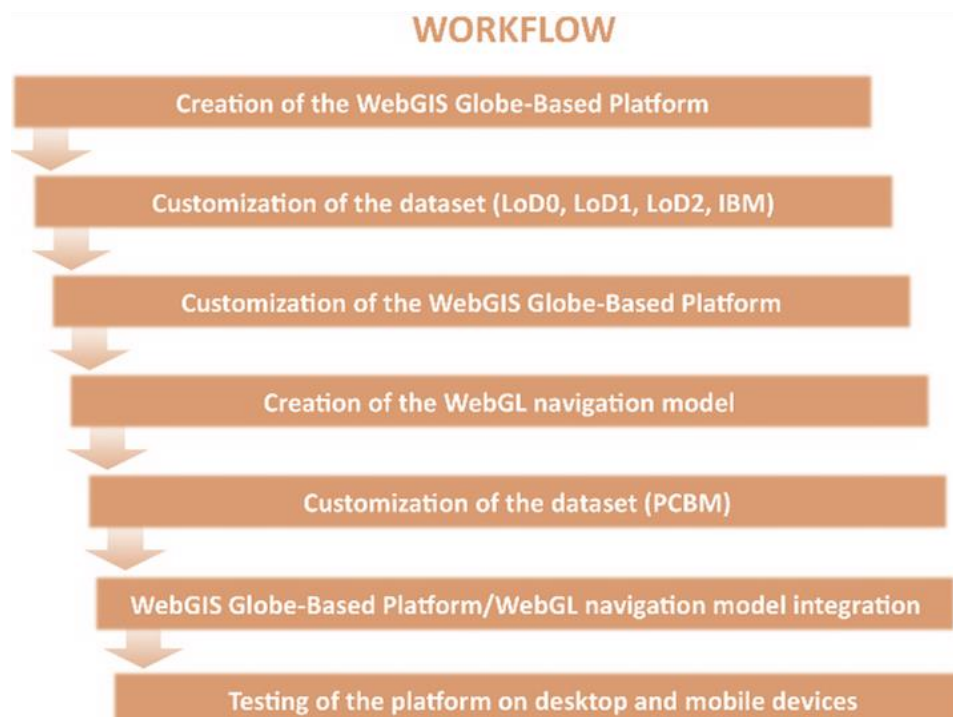 WORKFLOW
Creation of the WebGIS Globe-Based Platform
Customization of the dataset (LoD0, LoD1, LoD2, IBM)
Customization of the WebGIS Globe-Based Platform
Creation of the WebGL navigation model
Customization of the dataset (PCBM)
WebGIS Globe-Based Platform/WebGL navigation model integration
Testing of the platform on desktop and mobile devices